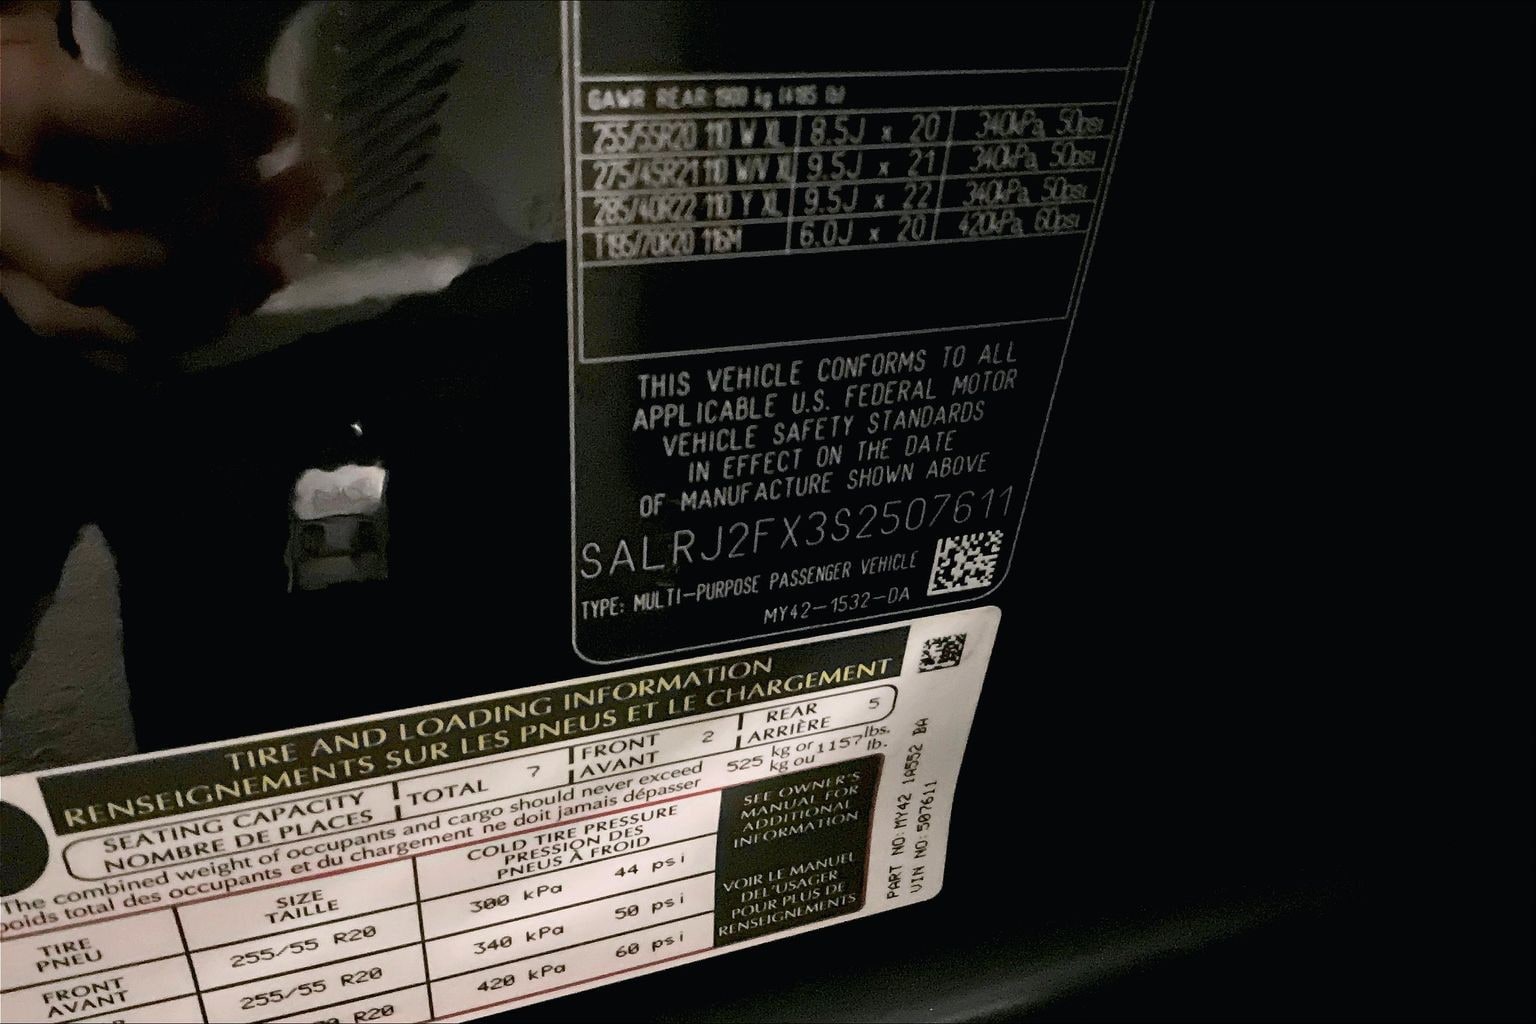 GAWR REAR 1900 kg (4185 lb)
255/55R20 110 W XL 8.5J x 20 340kPa 50psi
275/45R21 110 W/V XL 9.5J x 21 340kPa 50psi
285/40R22 110 Y XL 9.5J x 22 340kPa 50psi
T195/70R20 116M 6.0J x 20 420kPa 60psi
THIS VEHICLE CONFORMS TO ALL
APPLICABLE U.S. FEDERAL MOTOR
VEHICLE SAFETY STANDARDS
IN EFFECT ON THE DATE
OF MANUFACTURE SHOWN ABOVE
SALRJ2FX3S2507611
TYPE: MULTI-PURPOSE PASSENGER VEHICLE
MY42-1532-DA
TIRE AND LOADING INFORMATION
RENSEIGNEMENTS SUR LES PNEUS ET LE CHARGEMENT
SEATING CAPACITY
NOMBRE DE PLACES
TOTAL 7
FRONT
AVANT
2
REAR
ARRIÈRE
5
The combined weight of occupants and cargo should never exceed
poids total des occupants et du chargement ne doit jamais dépasser
525 kg or 1157 lbs.
kg ou lb.
TIRE
PNEU
SIZE
TAILLE
COLD TIRE PRESSURE
PRESSION DES
PNEUS À FROID
FRONT
AVANT
255/55 R20 300 kPa 44 psi
255/55 R20 340 kPa 50 psi
R20 420 kPa 60 psi
SEE OWNER'S
MANUAL FOR
ADDITIONAL
INFORMATION
VOIR LE MANUEL
DEL'USAGER
POUR PLUS DE
RENSEIGNEMENTS
PART NO:MY42 1A552 BA
VIN NO:507611